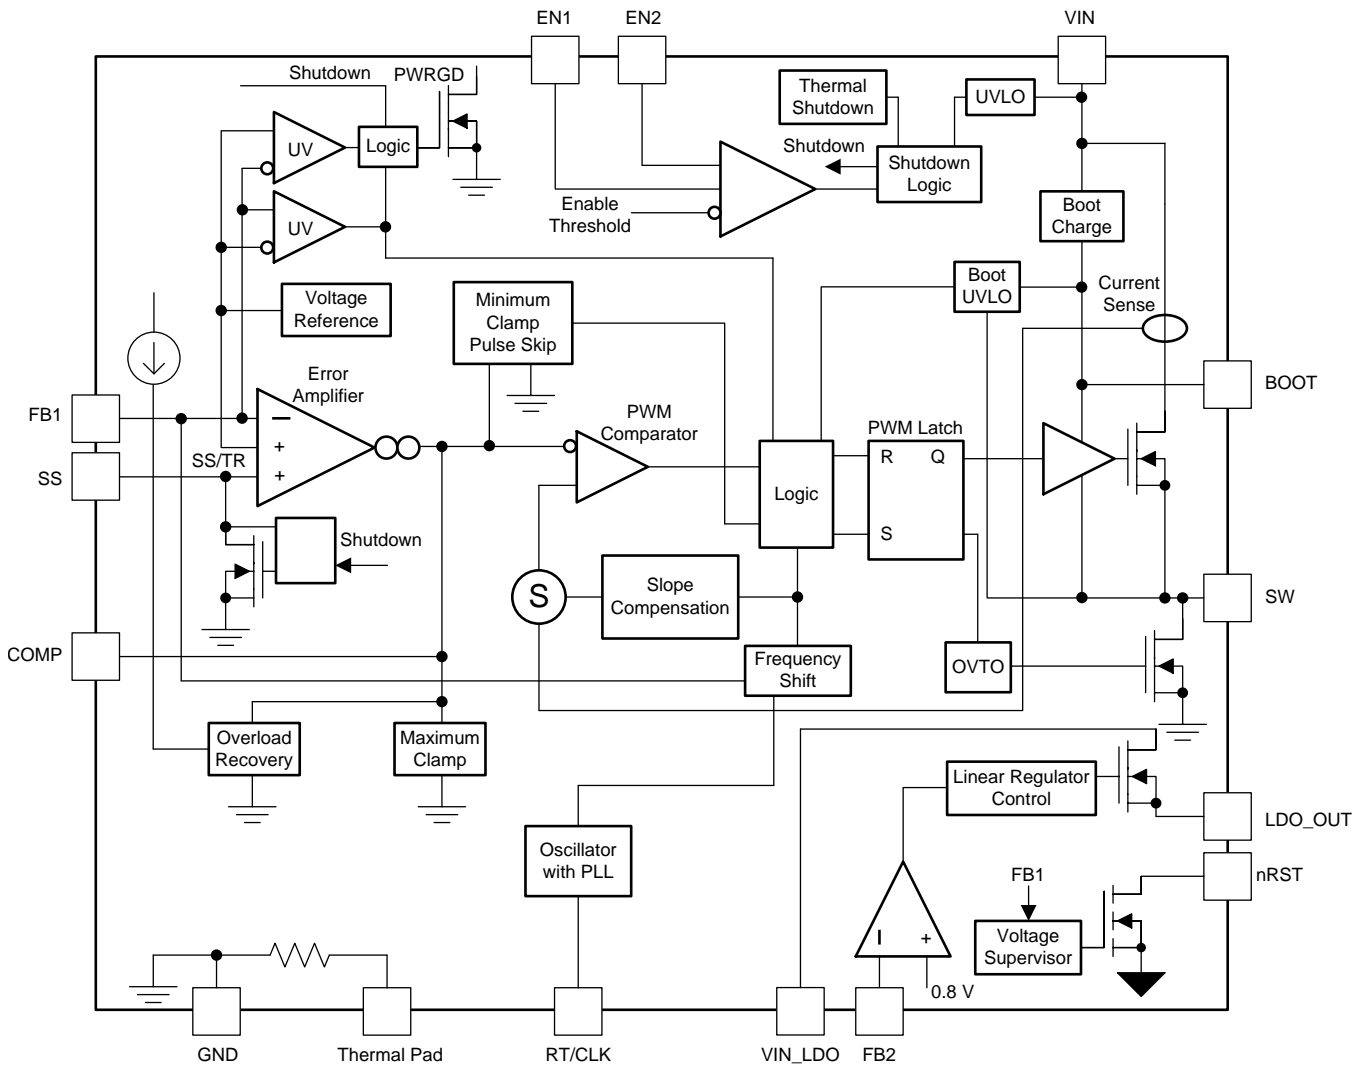 EN1
EN2
VIN
Shutdown
PWRGD
UV
Logic
UV
Thermal
Shutdown
UVLO
Shutdown
Shutdown
Logic
Enable
Threshold
Boot
Charge
Voltage
Reference
Minimum
Clamp
Pulse Skip
Boot
UVLO
Current
Sense
Error
Amplifier
FB1
BOOT
SS
SS/TR
−
+
+
PWM
Comparator
PWM Latch
R
Q
S
Logic
Shutdown
S
Slope
Compensation
SW
COMP
Frequency
Shift
OVTO
Overload
Recovery
Maximum
Clamp
Linear Regulator
Control
LDO_OUT
Oscillator
with PLL
FB1
nRST
−
+
Voltage
Supervisor
0.8 V
GND
Thermal Pad
RT/CLK
VIN_LDO
FB2